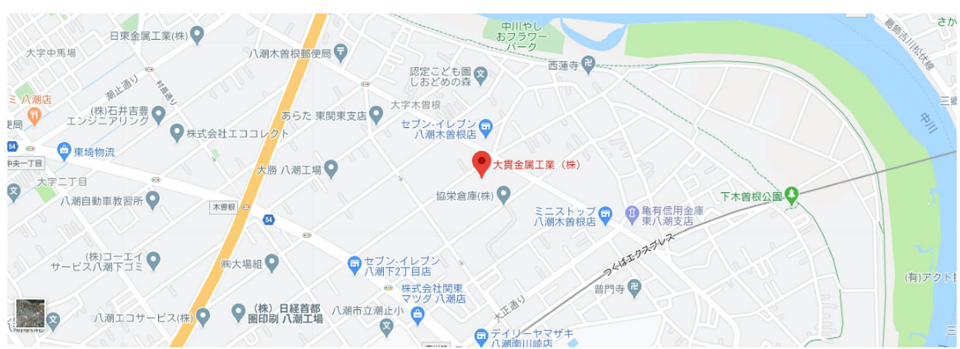 日東金属工業(株)
中川やし
おフラワー
パーク
葛飾吉川松伏線
大字中馬場
八潮木曽根郵便局
西蓮寺
認定こども園
しおどめの森
潮止通り
ミ 八潮店
(株)石井吉豊
エンジニアリング
大字木曽根
あらた 東関東支店
セブン-イレブン
八潮木曽根店
株式会社エココレクト
中川
便局
54
東埼物流
中央一丁目
大勝 八潮工場
大貫金属工業（株）
大字二丁目
八潮自動車教習所
木曽根
54
協栄倉庫(株)
下木曽根公園
ミニストップ
八潮木曽根店
亀有信用金庫
東八潮支店
つくばエクスプレス
(株)コーエイ
サービス八潮下ゴミ
㈱大場組
セブン-イレブン
八潮下2丁目店
(有)アクト
株式会社関東
マツダ 八潮店
普門寺
大正通り
八潮エコサービス(株)
（株）日経首都
圏印刷 八潮工場
八潮市立潮止小
デイリーヤマザキ
八潮南川崎店